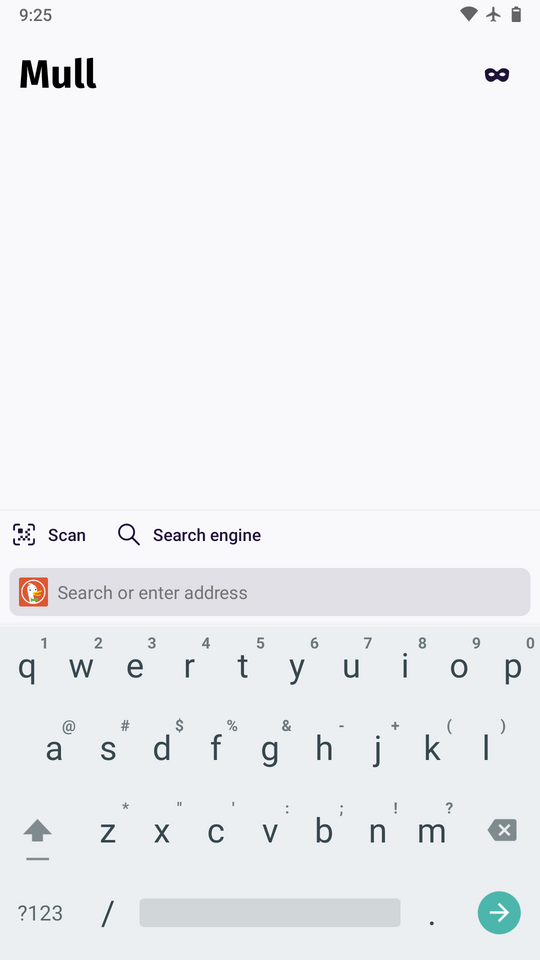 9:25
Mull
Scan
Search engine
Search or enter address
1 2 3 4 5 6 7 8 9 0
q w e r t y u i o p
@ # $ % & - + ( )
a s d f g h j k l
* " ' : ; ! ?
z x c v b n m
?123 / .